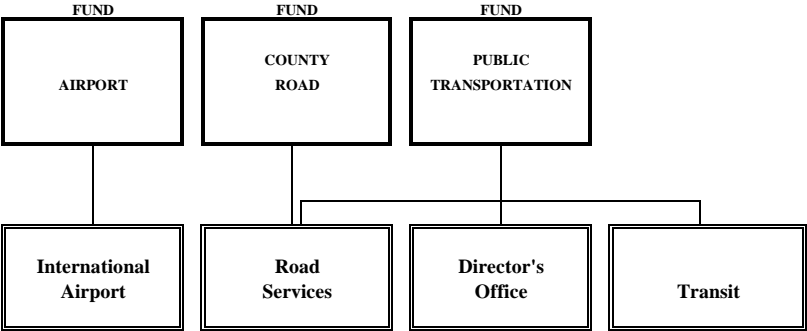 FUND
FUND
FUND
AIRPORT
COUNTY
ROAD
PUBLIC
TRANSPORTATION
International
Airport
Road
Services
Director's
Office
Transit